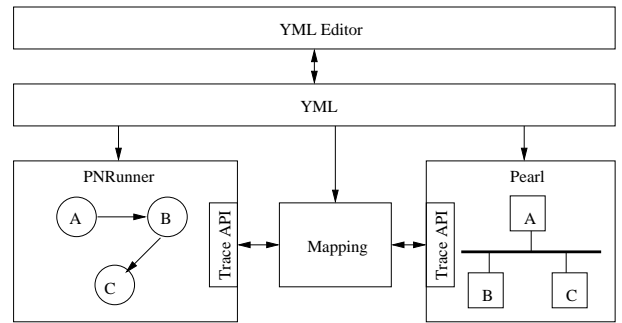 YML Editor
YML
PNRunner
A
B
C
Trace API
Mapping
Trace API
Pearl
A
B
C